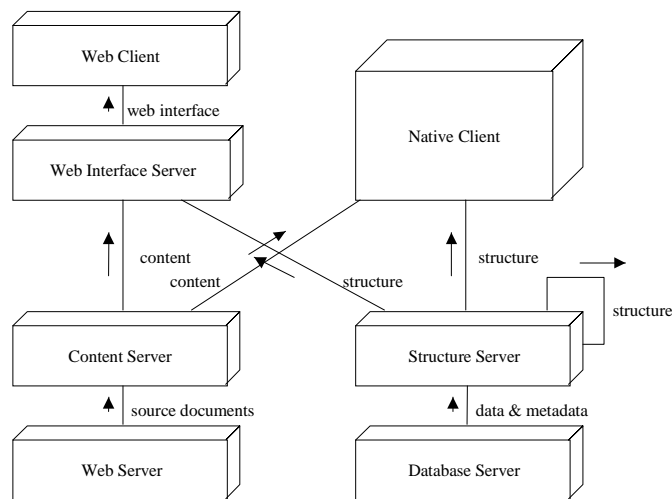 Web Client
web interface
Native Client
Web Interface Server
content
structure
content
structure
structure
Content Server
Structure Server
source documents
data & metadata
Web Server
Database Server